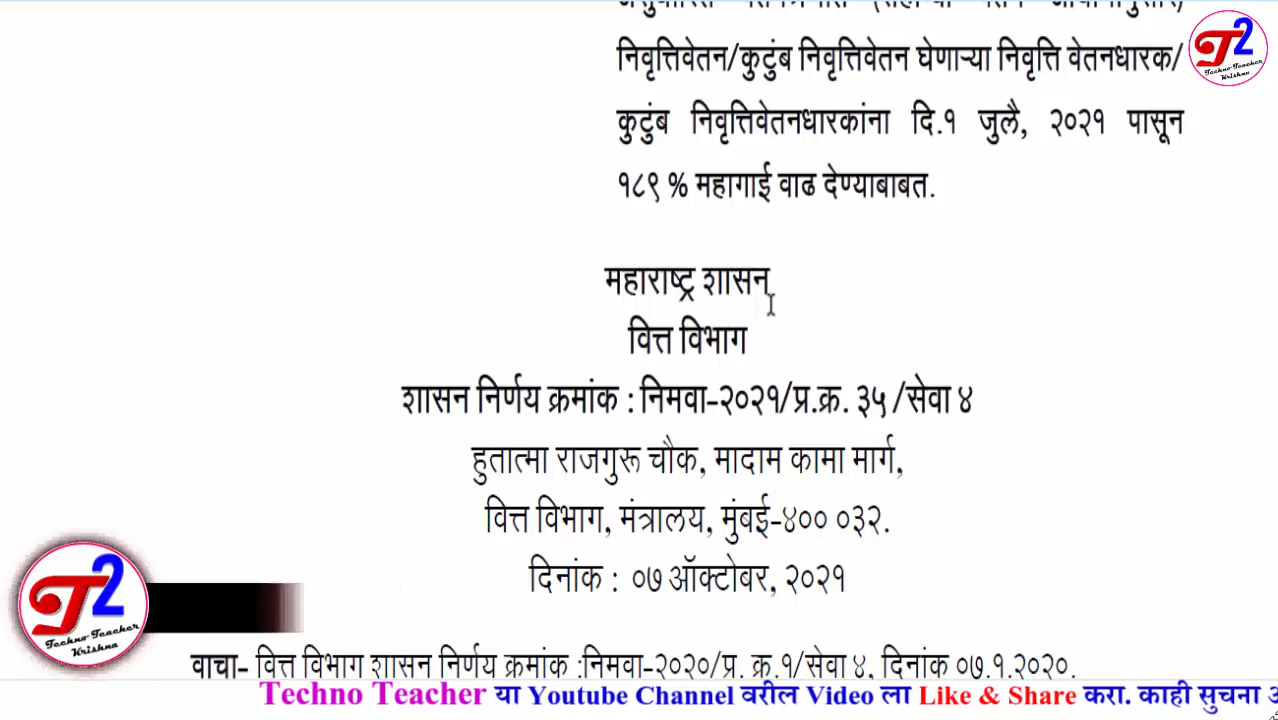 निवृत्तिवेतन/कुटुंब निवृत्तिवेतन घेणाऱ्या निवृत्ति वेतनधारक/
कुटुंब निवृत्तिवेतनधारकांना दि.१ जुलै, २०२१ पासून
१८९ % महागाई वाढ देण्याबाबत.
महाराष्ट्र शासन
वित्त विभाग
शासन निर्णय क्रमांक : निमवा-२०२१/प्र.क्र. ३५ /सेवा ४
हुतात्मा राजगुरू चौक, मादाम कामा मार्ग,
वित्त विभाग, मंत्रालय, मुंबई-४०० ०३२.
दिनांक : ०७ ऑक्टोबर, २०२१
वाचा- वित्त विभाग शासन निर्णय क्रमांक :निमवा-२०२०/प्र. क्र.१/सेवा ४, दिनांक ०७.१.२०२०.
Techno Teacher या Youtube Channel वरील Video ला Like & Share करा. काही सुचना
T2
Techno Teacher
Krishna
T2
Techno Teacher
Krishna